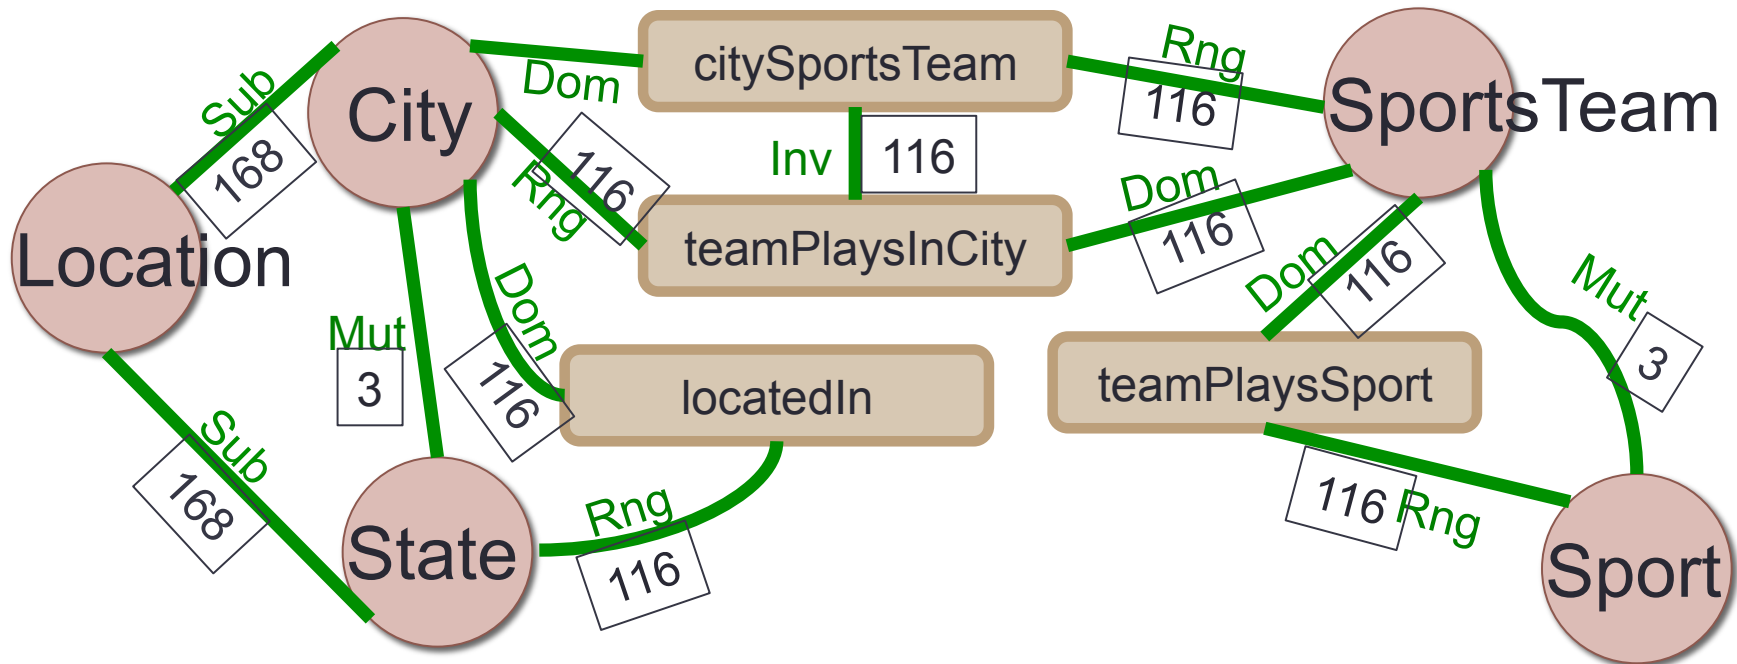 citySportsTeam
Rng
116
Sub
168
City
Dom
SportsTeam
Inv
116
116
Rng
Dom
116
Location
teamPlaysInCity
Dom
116
Mut
3
Mut
3
Dom
116
locatedIn
teamPlaysSport
Sub
168
Rng
116
116
Rng
State
Sport